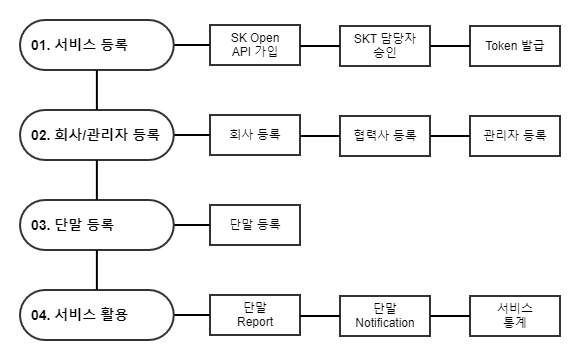 01. 서비스 등록
SK Open
API 가입
SKT 담당자
승인
Token 발급
02. 회사/관리자 등록
회사 등록
협력사 등록
관리자 등록
03. 단말 등록
단말 등록
04. 서비스 활용
단말
Report
단말
Notification
서비스
통계